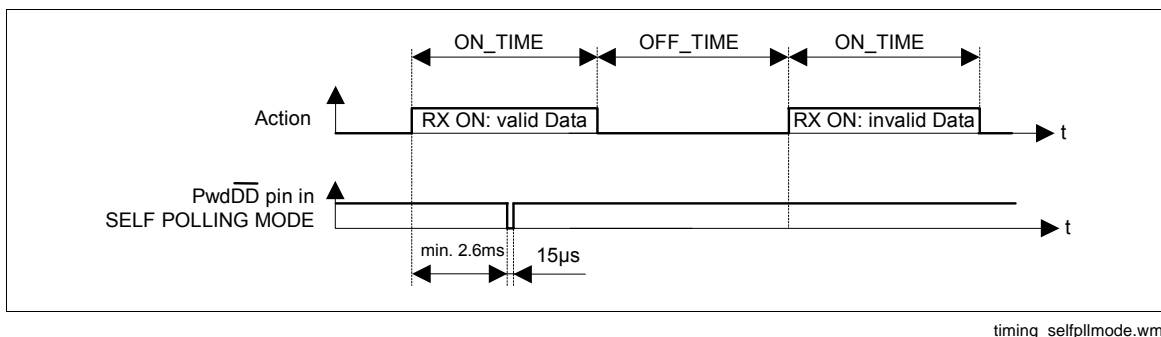 ON_TIME OFF_TIME ON_TIME
Action RX ON: valid Data RX ON: invalid Data t
PwdDD pin in
SELF POLLING MODE t
min. 2.6ms 15µs
timing_selfpllmode.wm